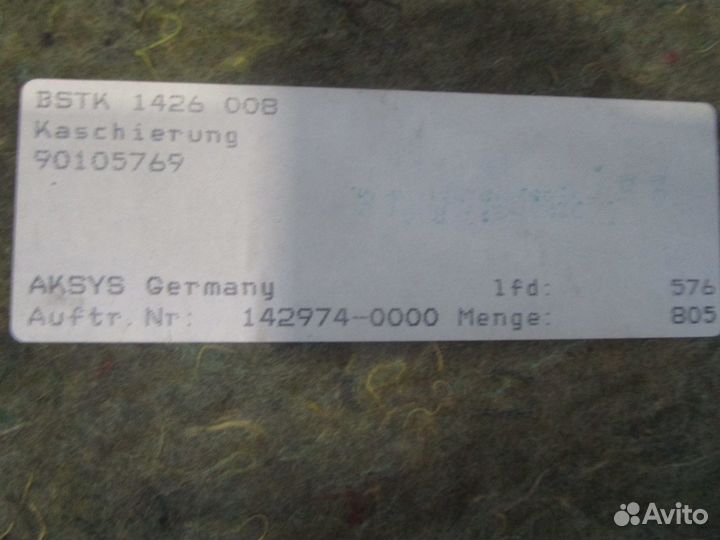 BSTK 1426 008
Kaschierung
90105769
AKSYS Germany lfd: 576
Auftr.Nr: 142974-0000 Menge: 805
Avito